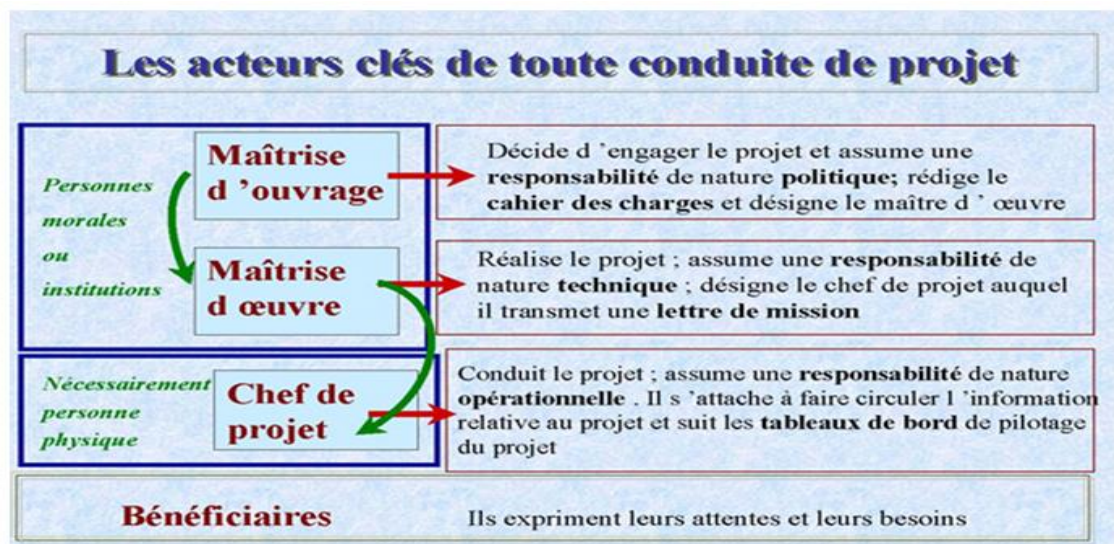 Les acteurs clés de toute conduite de projet
Personnes
morales
ou
institutions
Maîtrise
d ’ouvrage
Décide d ’engager le projet et assume une
responsabilité de nature politique; rédige le
cahier des charges et désigne le maître d ’ œuvre
Maîtrise
d œuvre
Réalise le projet ; assume une responsabilité de
nature technique ; désigne le chef de projet auquel
il transmet une lettre de mission
Nécessairement
personne
physique
Chef de
projet
Conduit le projet ; assume une responsabilité de nature
opérationnelle . Il s ’attache à faire circuler l ’information
relative au projet et suit les tableaux de bord de pilotage
du projet
Bénéficiaires
Ils expriment leurs attentes et leurs besoins